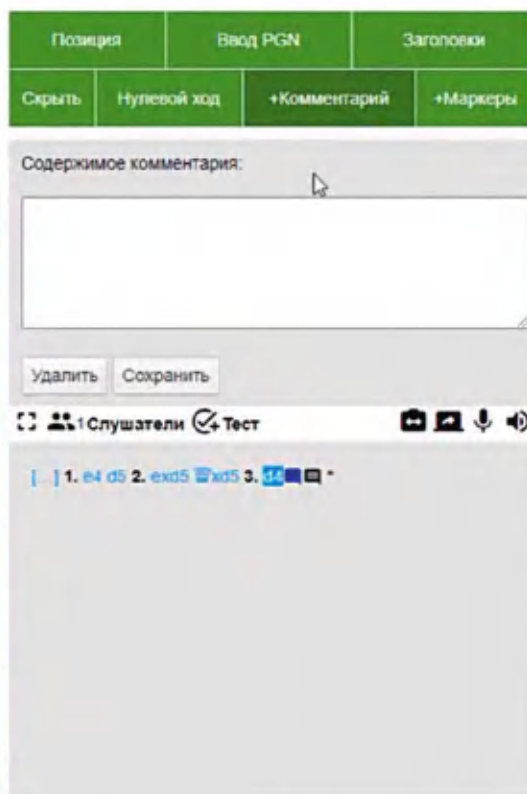 Позиция Ввод PGN Заголовки
Скрыть Нулевой ход +Комментарий +Маркеры
Содержимое комментария:
Удалить Сохранить
1 Слушатели Тест
[...] 1. e4 d5 2. exd5 ♛xd5 3. d4 *